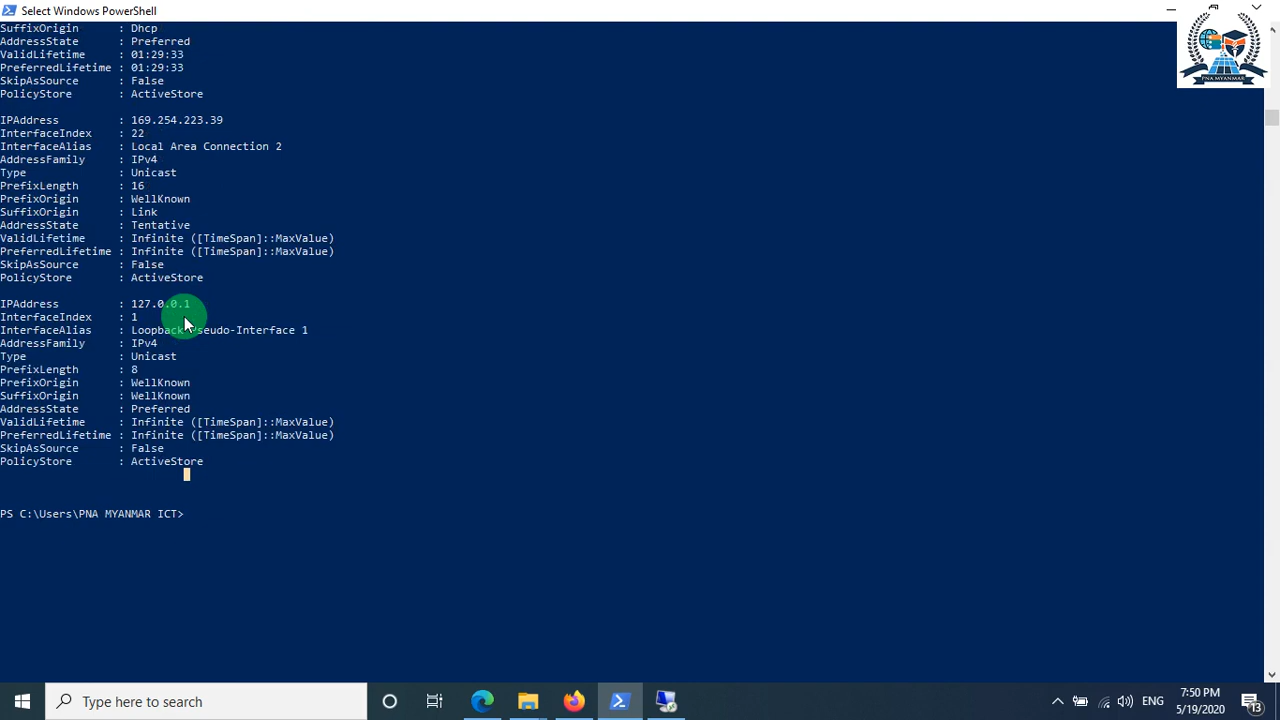 Select Windows PowerShell
SuffixOrigin : Dhcp
AddressState : Preferred
ValidLifetime : 01:29:33
PreferredLifetime : 01:29:33
SkipAsSource : False
PolicyStore : ActiveStore
IPAddress : 169.254.223.39
InterfaceIndex : 22
InterfaceAlias : Local Area Connection 2
AddressFamily : IPv4
Type : Unicast
PrefixLength : 16
PrefixOrigin : WellKnown
SuffixOrigin : Link
AddressState : Tentative
ValidLifetime : Infinite ([TimeSpan]::MaxValue)
PreferredLifetime : Infinite ([TimeSpan]::MaxValue)
SkipAsSource : False
PolicyStore : ActiveStore
IPAddress : 127.0.0.1
InterfaceIndex : 1
InterfaceAlias : Loopback Pseudo-Interface 1
AddressFamily : IPv4
Type : Unicast
PrefixLength : 8
PrefixOrigin : WellKnown
SuffixOrigin : WellKnown
AddressState : Preferred
ValidLifetime : Infinite ([TimeSpan]::MaxValue)
PreferredLifetime : Infinite ([TimeSpan]::MaxValue)
SkipAsSource : False
PolicyStore : ActiveStore
PS C:\Users\PNA MYANMAR ICT>
PNA MYANMAR
Type here to search
ENG
7:50 PM
5/19/2020
13